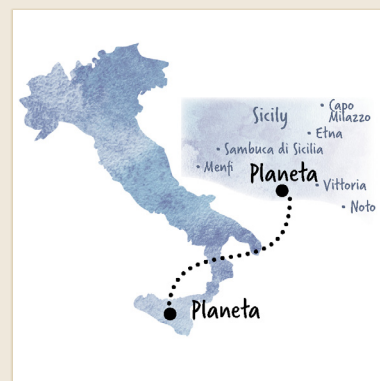 Sicily
Capo
Milazzo
Etna
Sambuca di Sicilia
Menfi
Planeta
Vittoria
Noto
Planeta